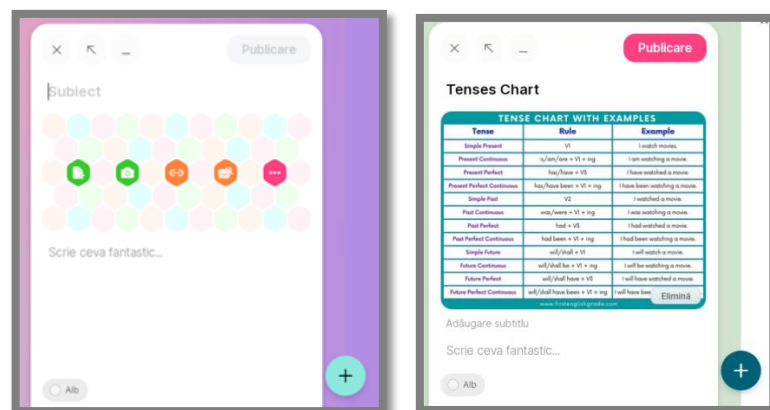 Publicare
Subiect
Scrie ceva fantastic...
Alb
Publicare
Tenses Chart
TENSE CHART WITH EXAMPLES
Tense Rule Example
Simple Present V1 I watch movies.
Present Continuous is/am/are + V1 + ing I am watching a movie.
Present Perfect has/have + V3 I have watched a movie.
Present Perfect Continuous has/have been + V1 + ing I have been watching a movie.
Simple Past V2 I watched a movie.
Past Continuous was/were + V1 + ing I was watching a movie.
Past Perfect had + V3 I had watched a movie.
Past Perfect Continuous had been + V1 + ing I had been watching a movie.
Simple Future will/shall + V1 I will watch a movie.
Future Continuous will/shall be + V1 + ing I will be watching a movie.
Future Perfect will/shall have + V3 I will have watched a movie.
Future Perfect Continuous will/shall have been + V1 + ing I will have bee
Elimină
www.firstenglishgrade.com
Adăugare subtitlu
Scrie ceva fantastic...
Alb